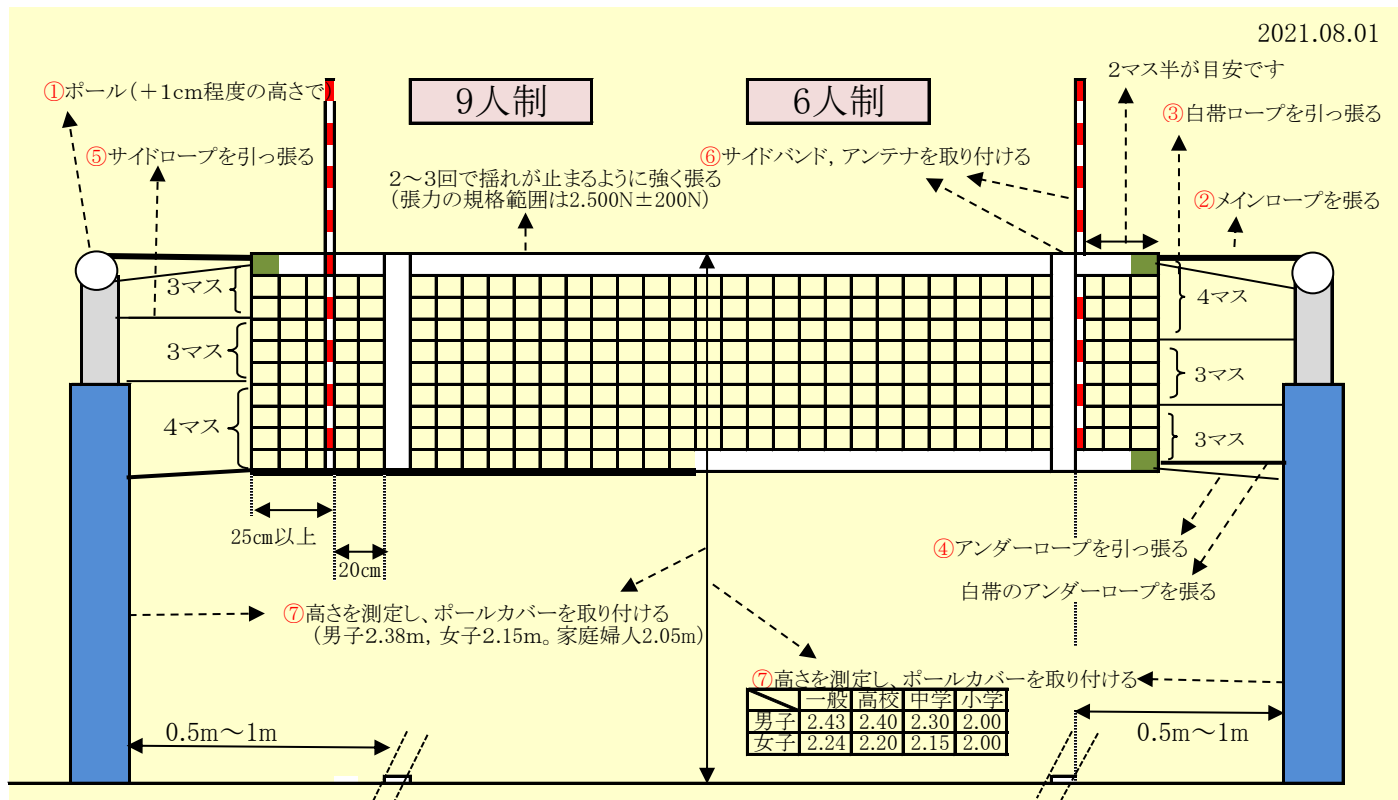 2021.08.01
2マス半が目安です
①ポール(+1cm程度の高さで)
9人制
6人制
③白帯ロープを引っ張る
⑤サイドロープを引っ張る
⑥サイドバンド, アンテナを取り付ける
2～3回で揺れが止まるように強く張る
(張力の規格範囲は2.500N±200N)
②メインロープを張る
3マス
4マス
3マス
3マス
4マス
3マス
25cm以上
20cm
④アンダーロープを引っ張る
白帯のアンダーロープを張る
⑦高さを測定し、ポールカバーを取り付ける
(男子2.38m, 女子2.15m。家庭婦人2.05m)
⑦高さを測定し、ポールカバーを取り付ける
一般 高校 中学 小学
男子 2.43 2.40 2.30 2.00
女子 2.24 2.20 2.15 2.00
0.5m～1m
0.5m～1m